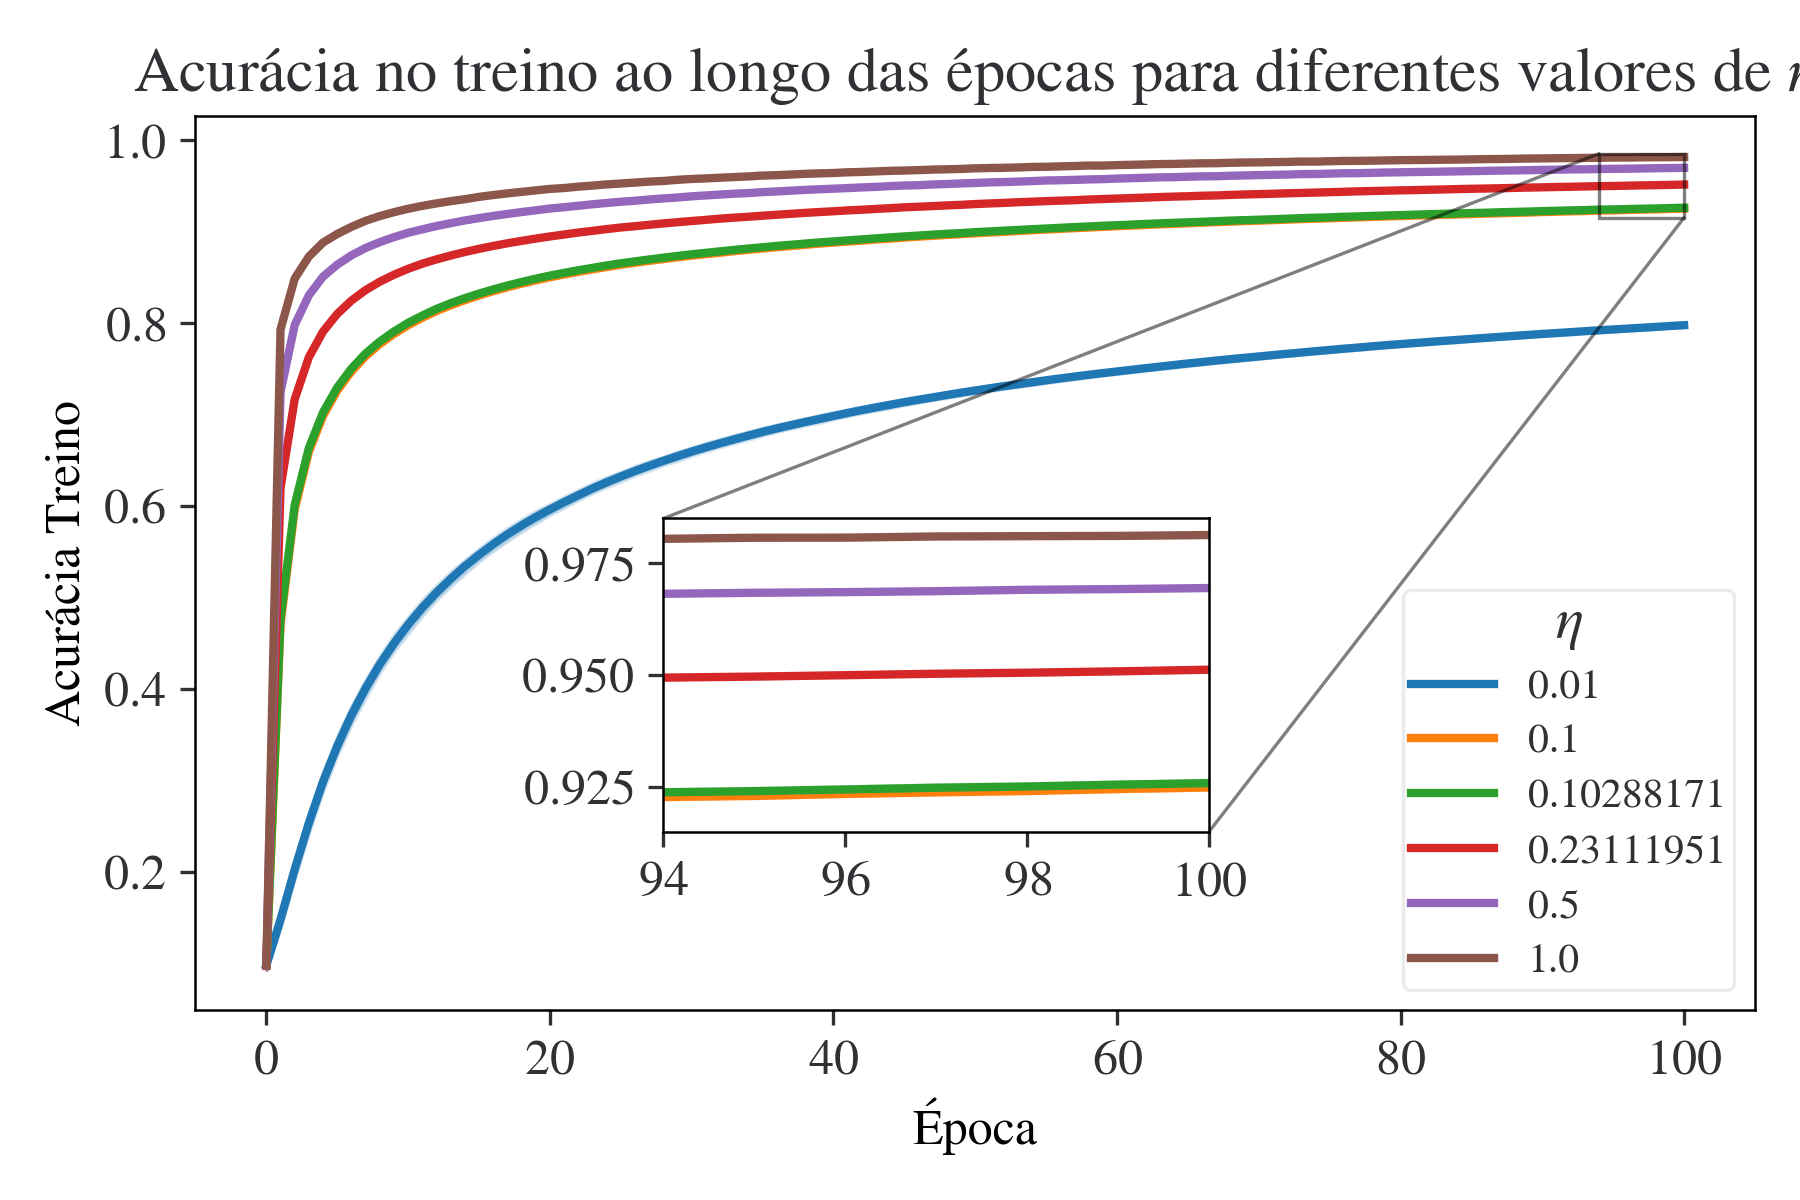 Acurácia no treino ao longo das épocas para diferentes valores de
1.0
0.8
0.6
0.4
0.2
Acurácia Treino
0.975
0.950
0.925
94 96 98 100
η
0.01
0.1
0.10288171
0.23111951
0.5
1.0
0 20 40 60 80 100
Época